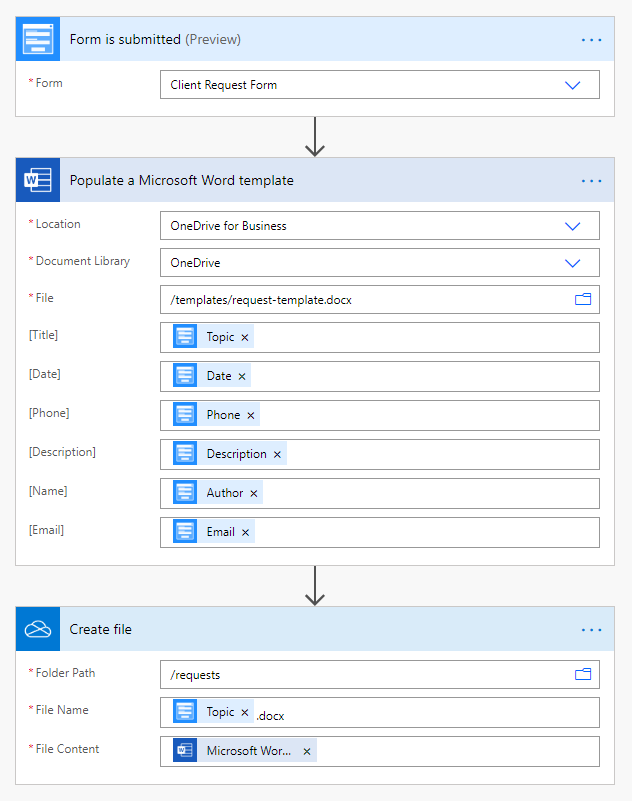 Form is submitted (Preview)
* Form
Client Request Form
Populate a Microsoft Word template
* Location
OneDrive for Business
* Document Library
OneDrive
* File
/templates/request-template.docx
[Title]
Topic ×
[Date]
Date ×
[Phone]
Phone ×
[Description]
Description ×
[Name]
Author ×
[Email]
Email ×
Create file
* Folder Path
/requests
* File Name
Topic × .docx
* File Content
Microsoft Wor... ×